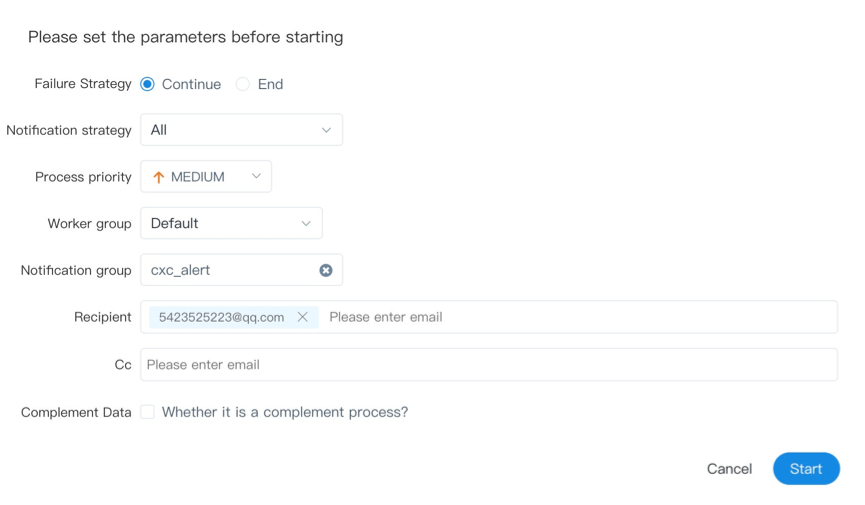 Please set the parameters before starting
Failure Strategy Continue End
Notification strategy All
Process priority MEDIUM
Worker group Default
Notification group cxc_alert
Recipient 5423525223@qq.com Please enter email
Cc Please enter email
Complement Data Whether it is a complement process?
Cancel Start